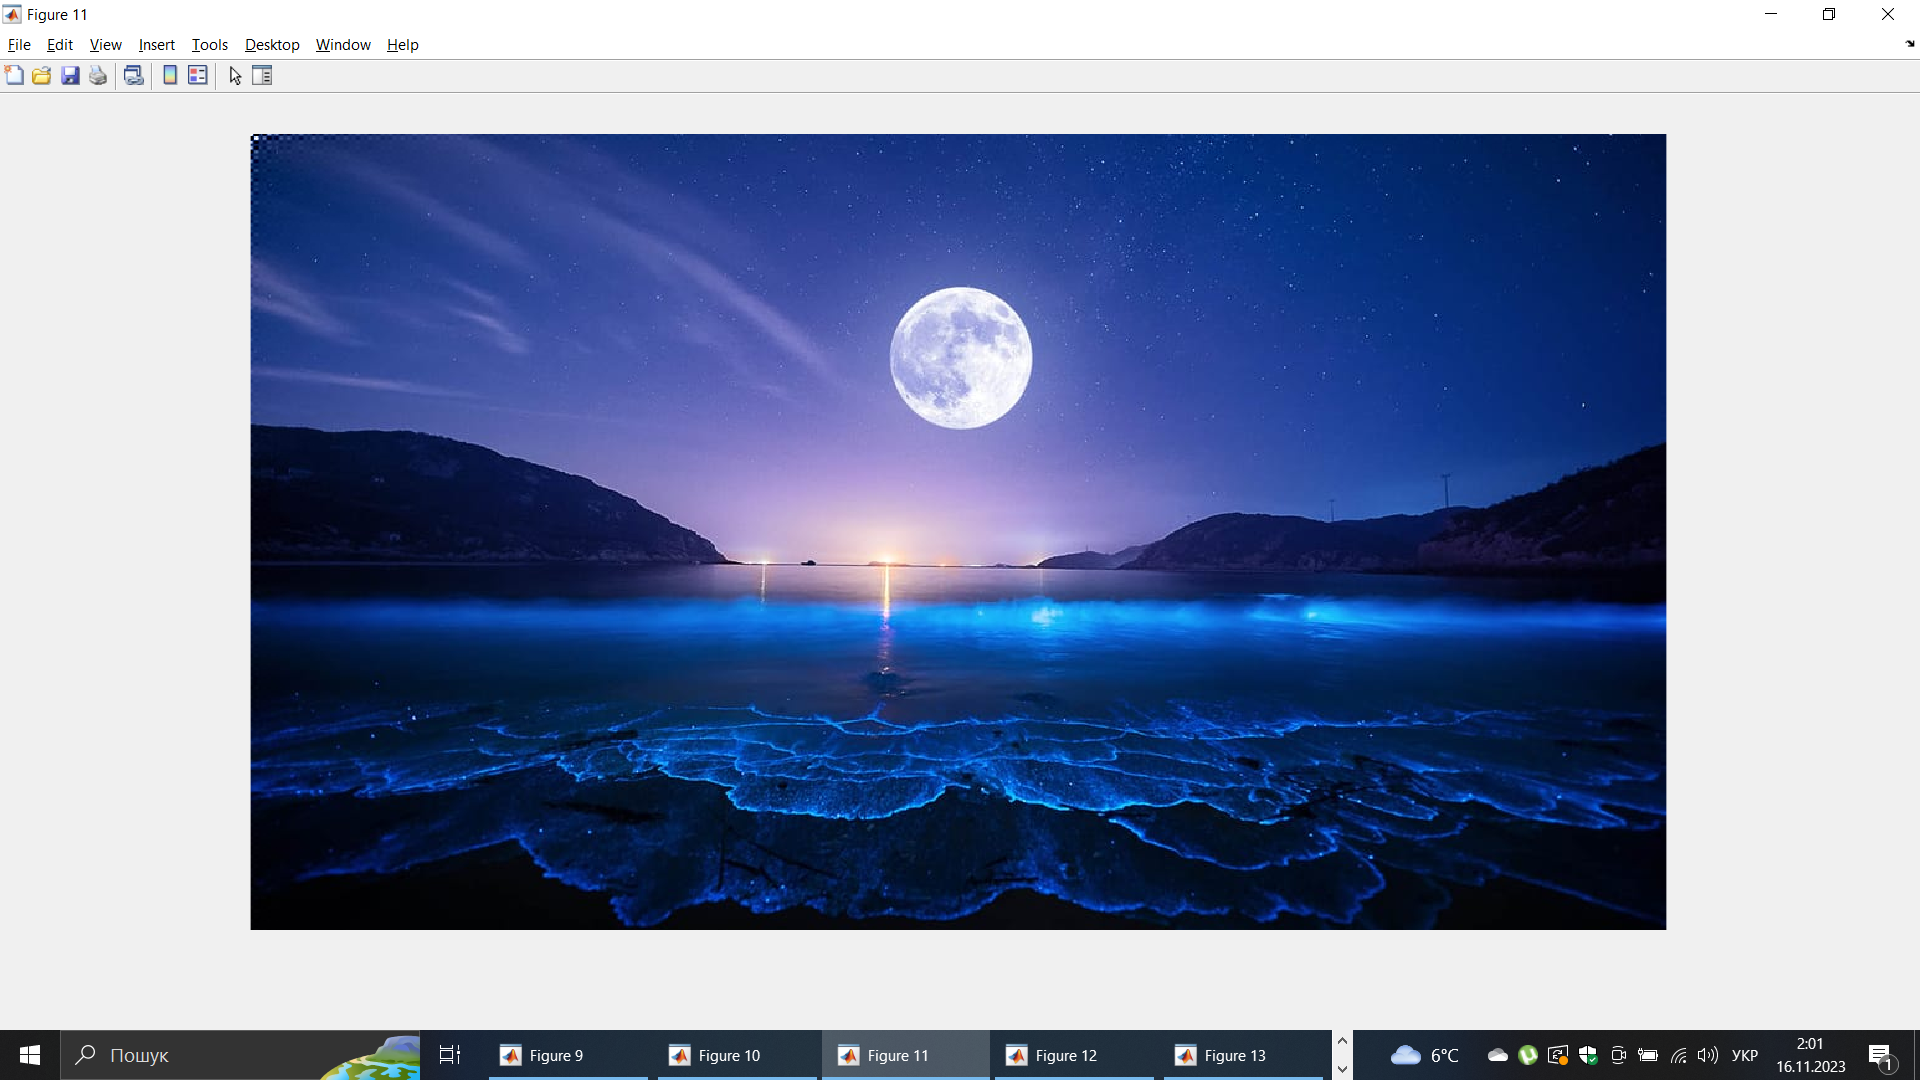 Figure 11
File Edit View Insert Tools Desktop Window Help
Пошук
Figure 9
Figure 10
Figure 11
Figure 12
Figure 13
6°C
УКР
2:01
16.11.2023
1